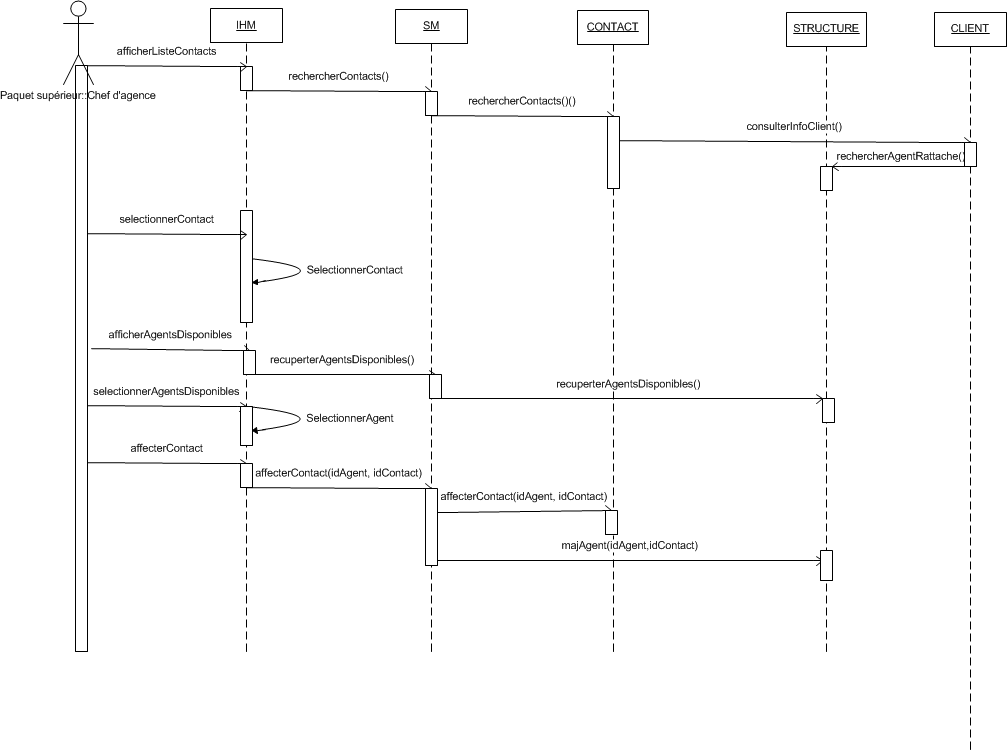 IHM
SM
CONTACT
STRUCTURE
CLIENT
afficherListeContacts
rechercherContacts()
Paquet supérieur::Chef d'agence
rechercherContacts()()
consulterInfoClient()
rechercherAgentRattache()
selectionnerContact
SelectionnerContact
afficherAgentsDisponibles
recuperterAgentsDisponibles()
recuperterAgentsDisponibles()
selectionnerAgentsDisponibles
SelectionnerAgent
affecterContact
affecterContact(idAgent, idContact)
affecterContact(idAgent, idContact)
majAgent(idAgent,idContact)